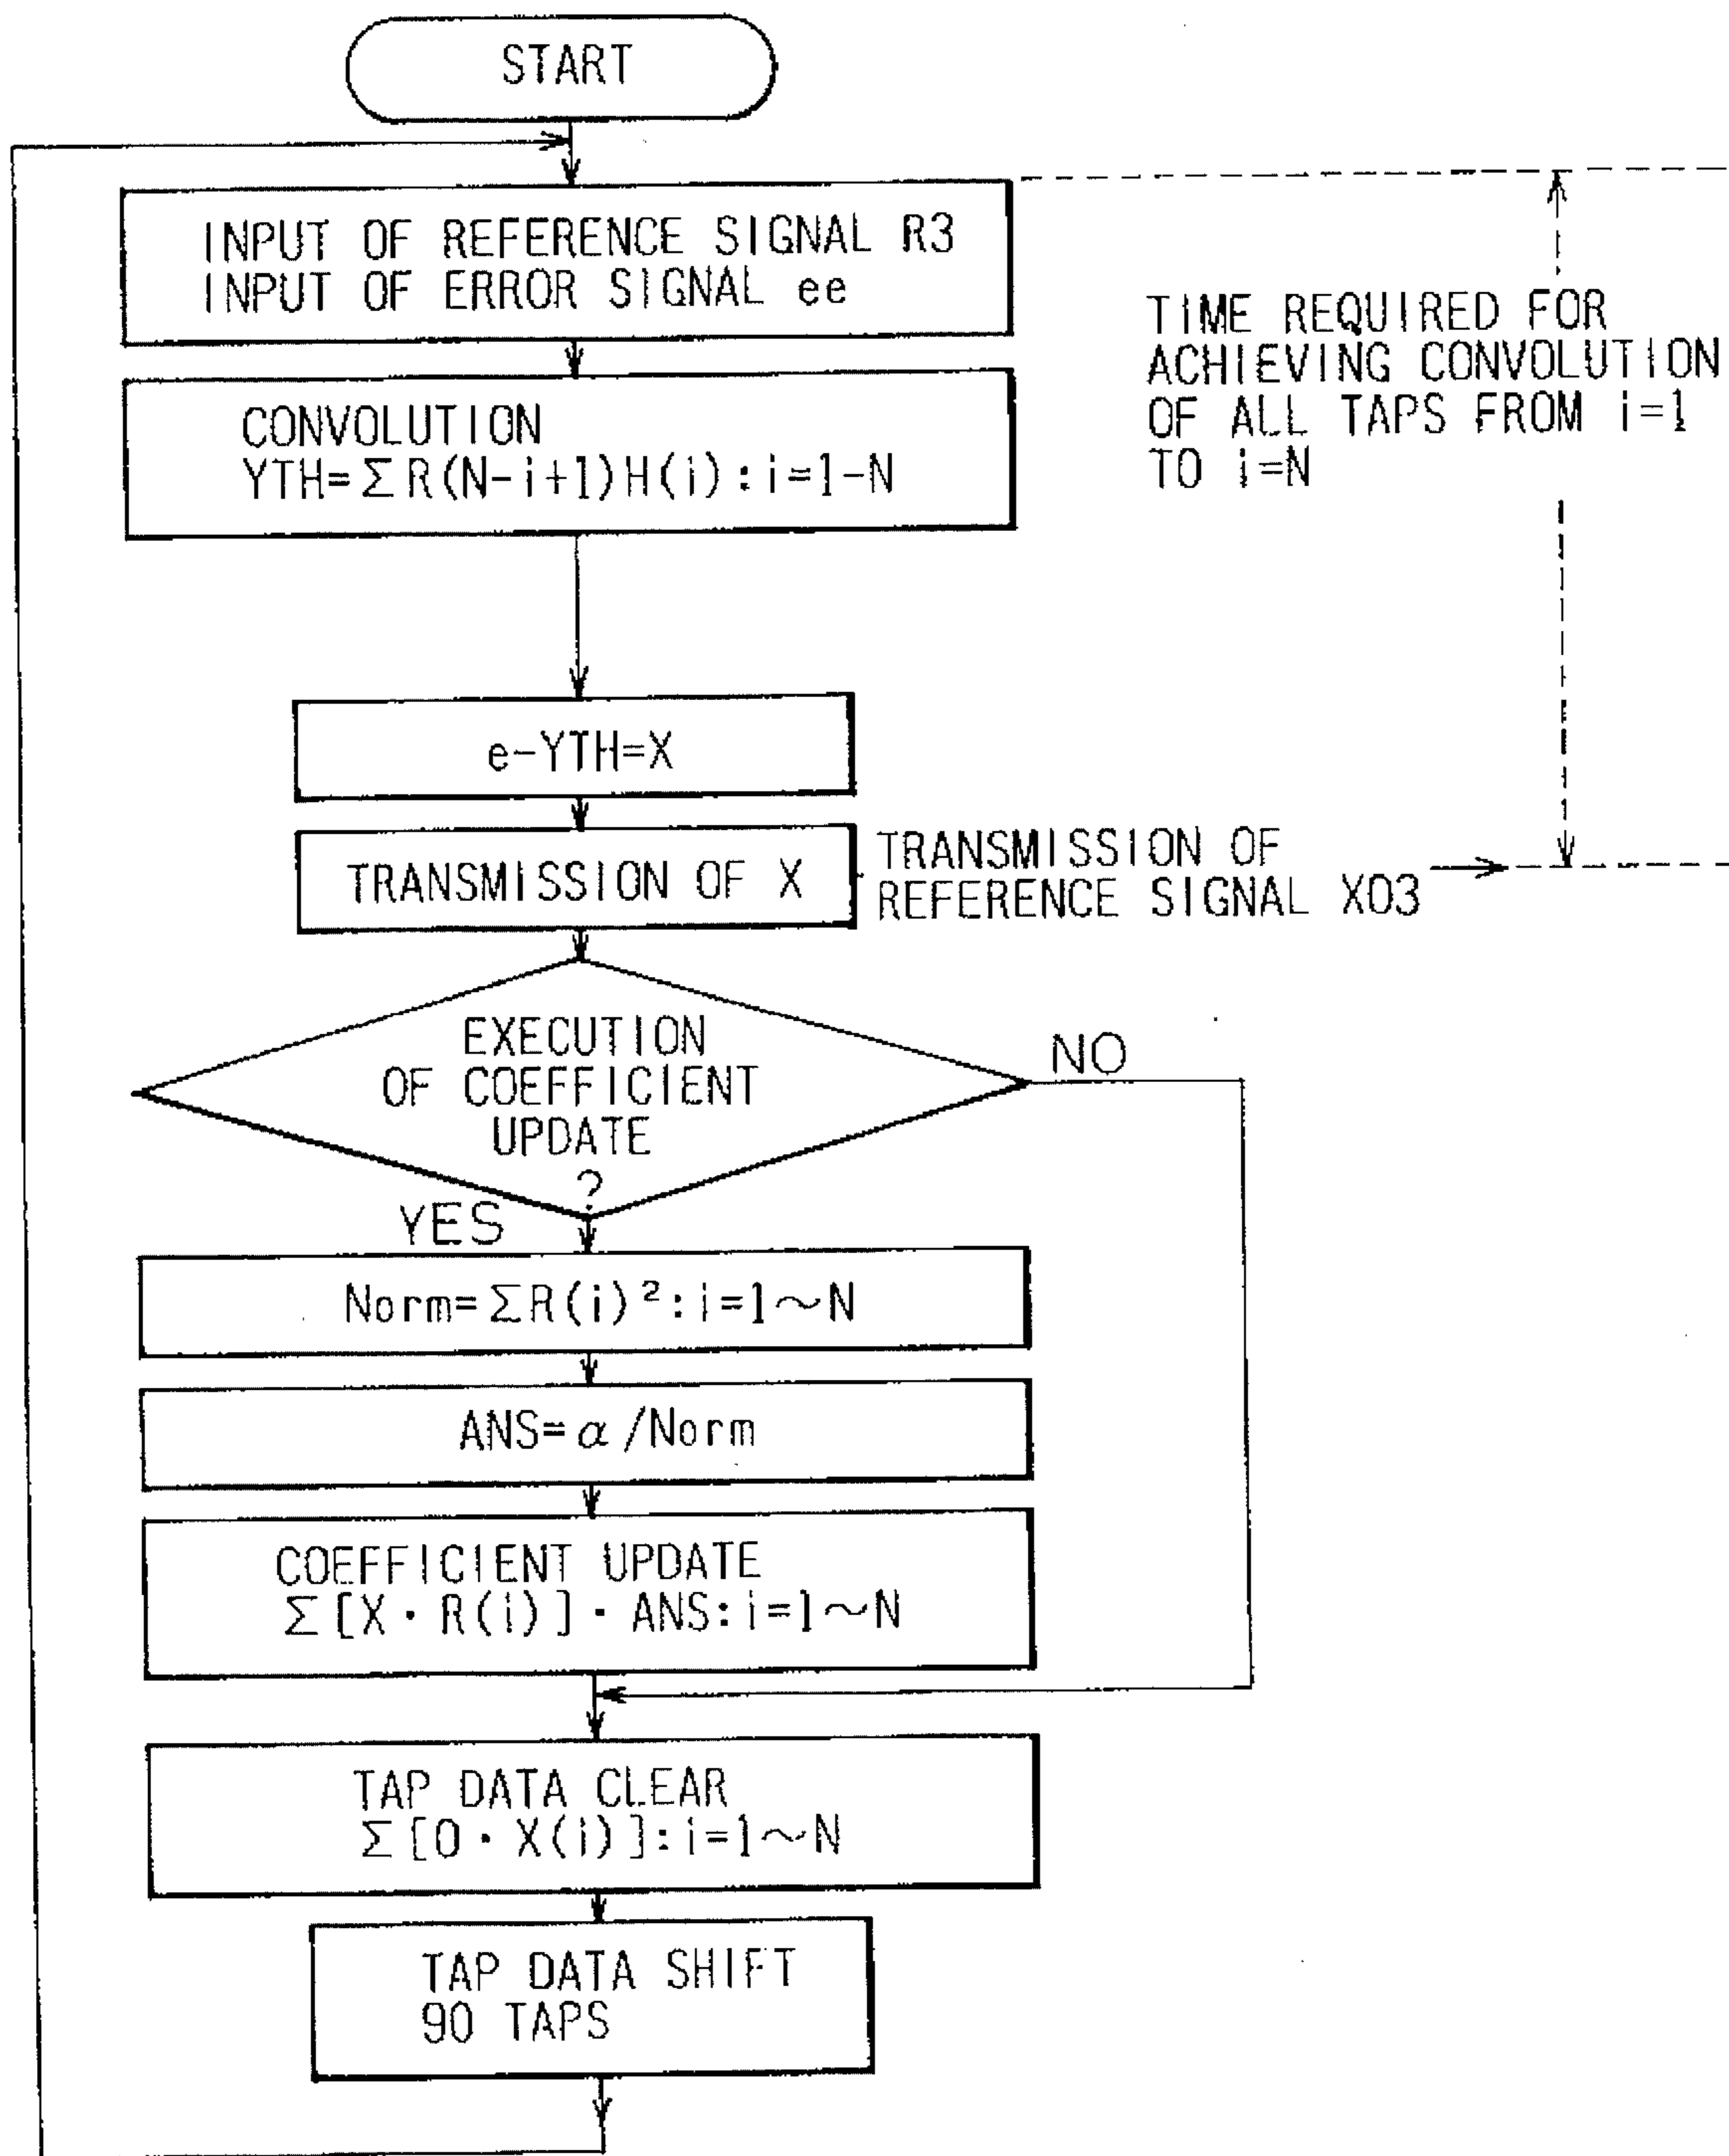 START
INPUT OF REFERENCE SIGNAL R3
INPUT OF ERROR SIGNAL ee
TIME REQUIRED FOR
ACHIEVING CONVOLUTION
OF ALL TAPS FROM i=1
TO i=N
CONVOLUTION
YTH=ΣR(N-i+1)H(i):i=1-N
e-YTH=X
TRANSMISSION OF X
TRANSMISSION OF
REFERENCE SIGNAL X03
EXECUTION
OF COEFFICIENT
UPDATE
?
NO
YES
Norm=ΣR(i)²:i=1~N
ANS=α/Norm
COEFFICIENT UPDATE
Σ[X·R(i)]·ANS:i=1~N
TAP DATA CLEAR
Σ[0·X(i)]:i=1~N
TAP DATA SHIFT
90 TAPS